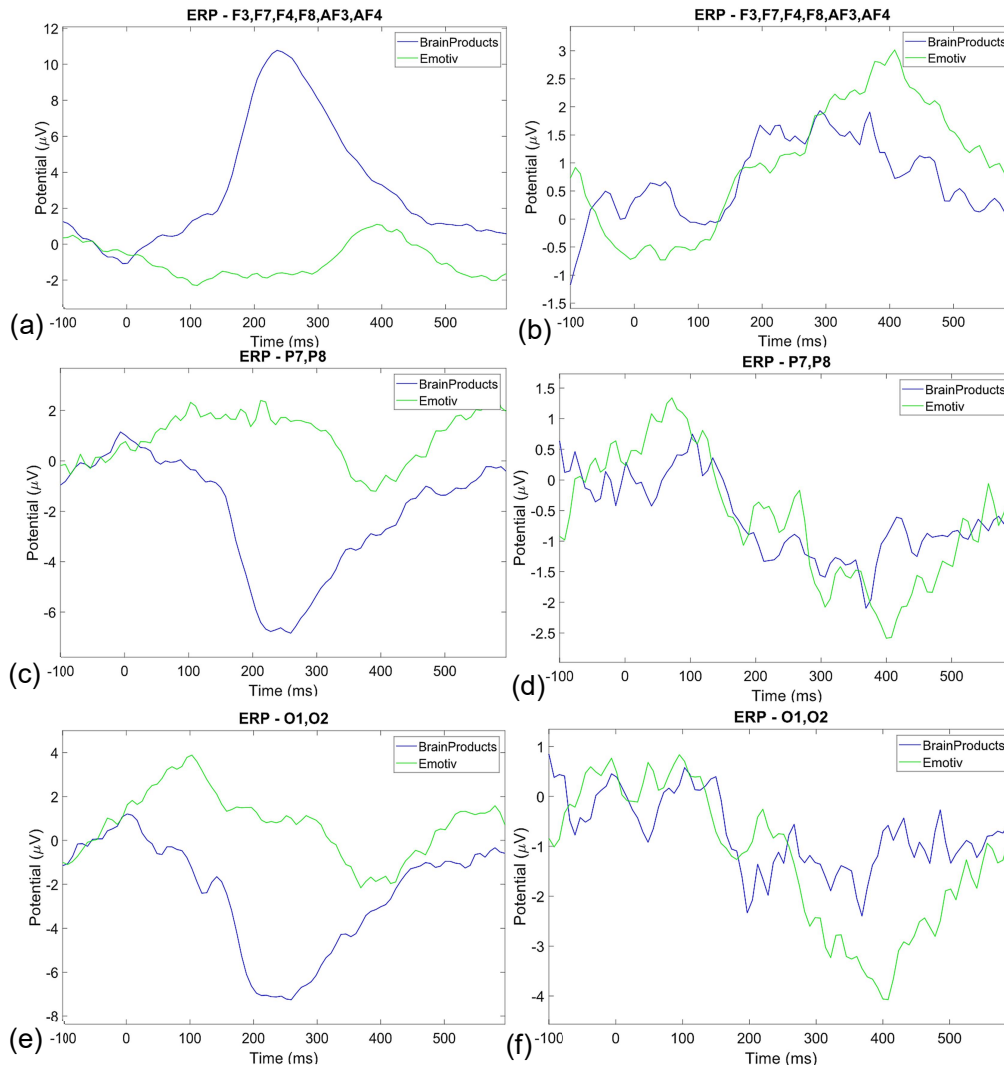 ERP - F3,F7,F4,F8,AF3,AF4
12
10
8
6
4
2
0
-2
Potential (μV)
BrainProducts
Emotiv
-100 0 100 200 300 400 500
Time (ms)
(a)
ERP - F3,F7,F4,F8,AF3,AF4
3
2.5
2
1.5
1
0.5
0
-0.5
-1
-1.5
Potential (μV)
BrainProducts
Emotiv
-100 0 100 200 300 400 500
Time (ms)
(b)
ERP - P7,P8
2
0
-2
-4
-6
Potential (μV)
BrainProducts
Emotiv
-100 0 100 200 300 400 500
Time (ms)
(c)
ERP - P7,P8
1.5
1
0.5
0
-0.5
-1
-1.5
-2
-2.5
Potential (μV)
BrainProducts
Emotiv
-100 0 100 200 300 400 500
Time (ms)
(d)
ERP - O1,O2
4
2
0
-2
-4
-6
-8
Potential (μV)
BrainProducts
Emotiv
-100 0 100 200 300 400 500
Time (ms)
(e)
ERP - O1,O2
1
0
-1
-2
-3
-4
Potential (μV)
BrainProducts
Emotiv
-100 0 100 200 300 400 500
Time (ms)
(f)